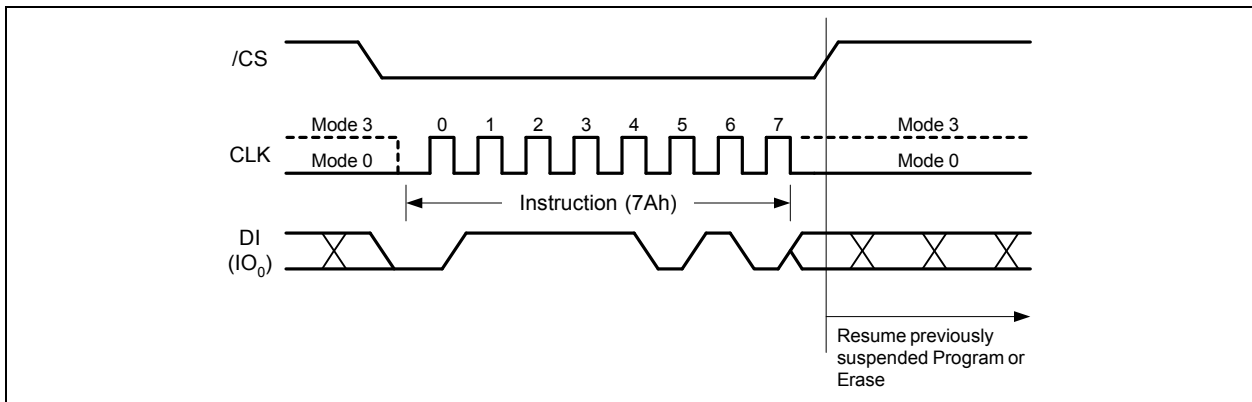 /CS
Mode 3 0 1 2 3 4 5 6 7 Mode 3
CLK
Mode 0 Mode 0
Instruction (7Ah)
DI
(IO0)
Resume previously
suspended Program or
Erase